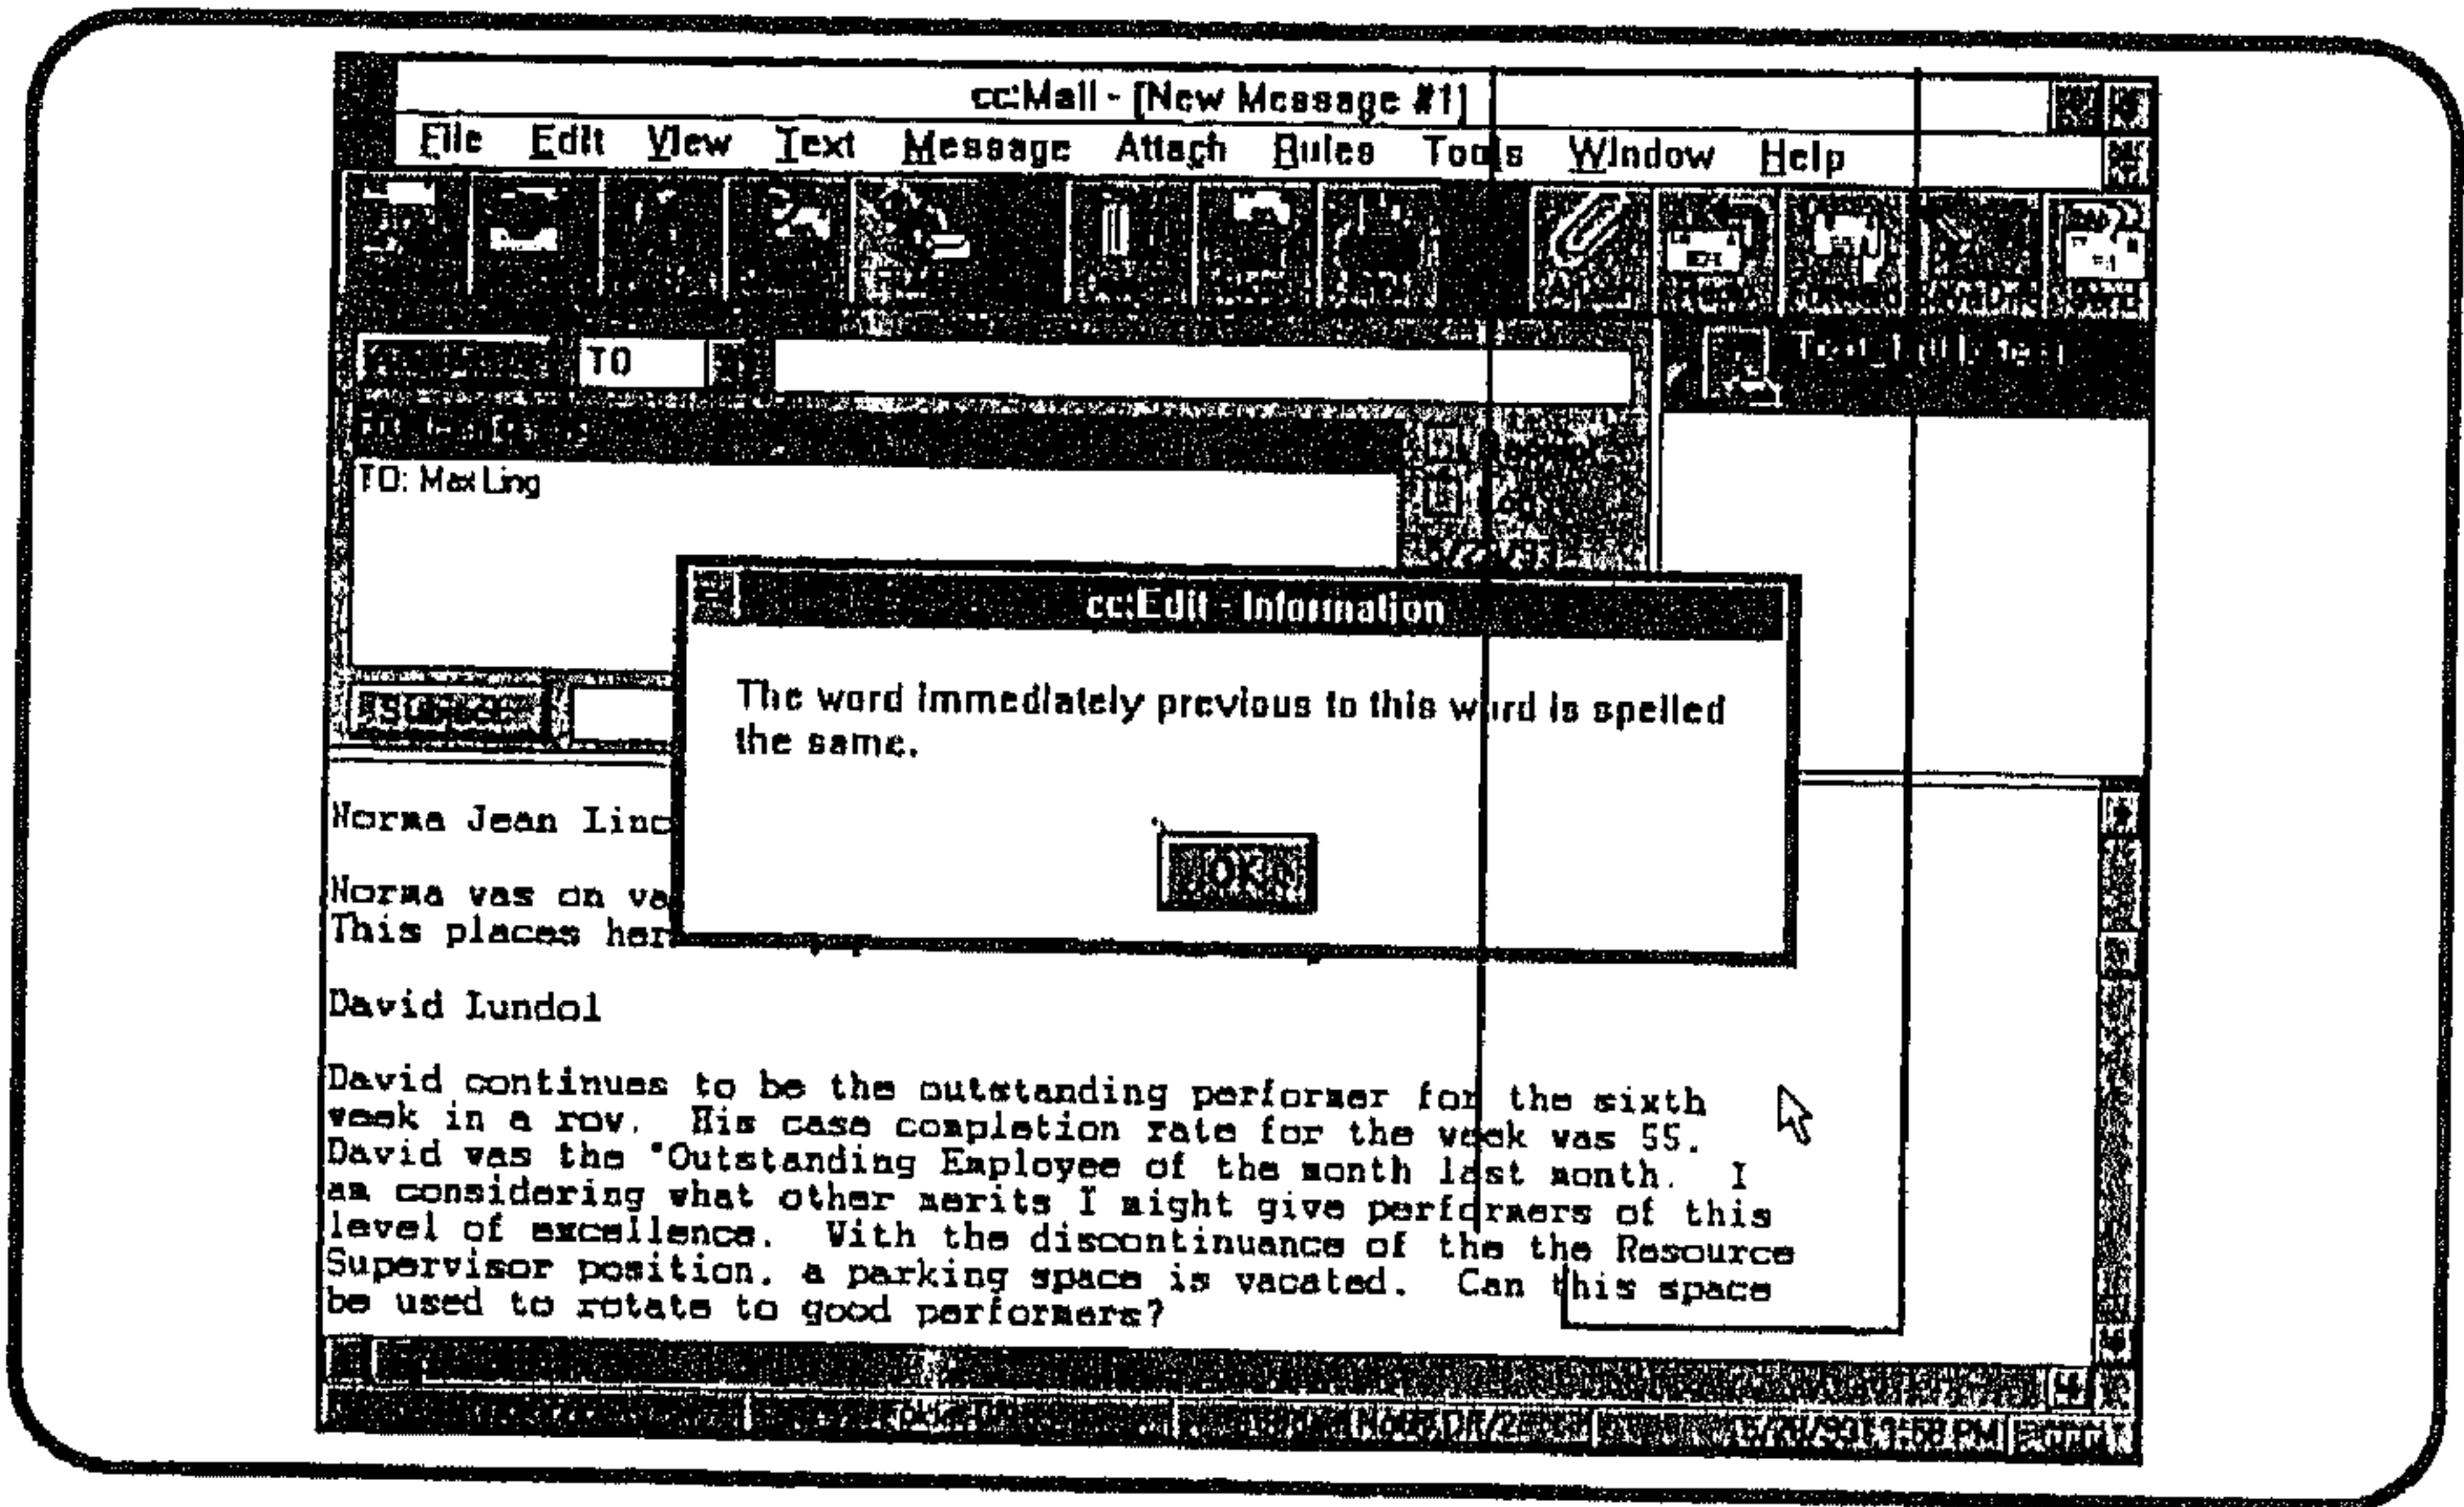 cc:Mail - [New Message #1]
File Edit View Text Message Attach Rules Tools Window Help
TO
TO: Max Ling
cc:Edit - Information
The word immediately previous to this word is spelled
the same.
OK
Norma Jean Linc
Norma was on va
This places her
David Lundol
David continues to be the outstanding performer for the sixth
week in a row. His case completion rate for the week was 55.
David was the "Outstanding Employee of the month last month. I
am considering what other merits I might give performers of this
level of excellence. With the discontinuance of the the Resource
Supervisor position, a parking space is vacated. Can this space
be used to rotate to good performers?